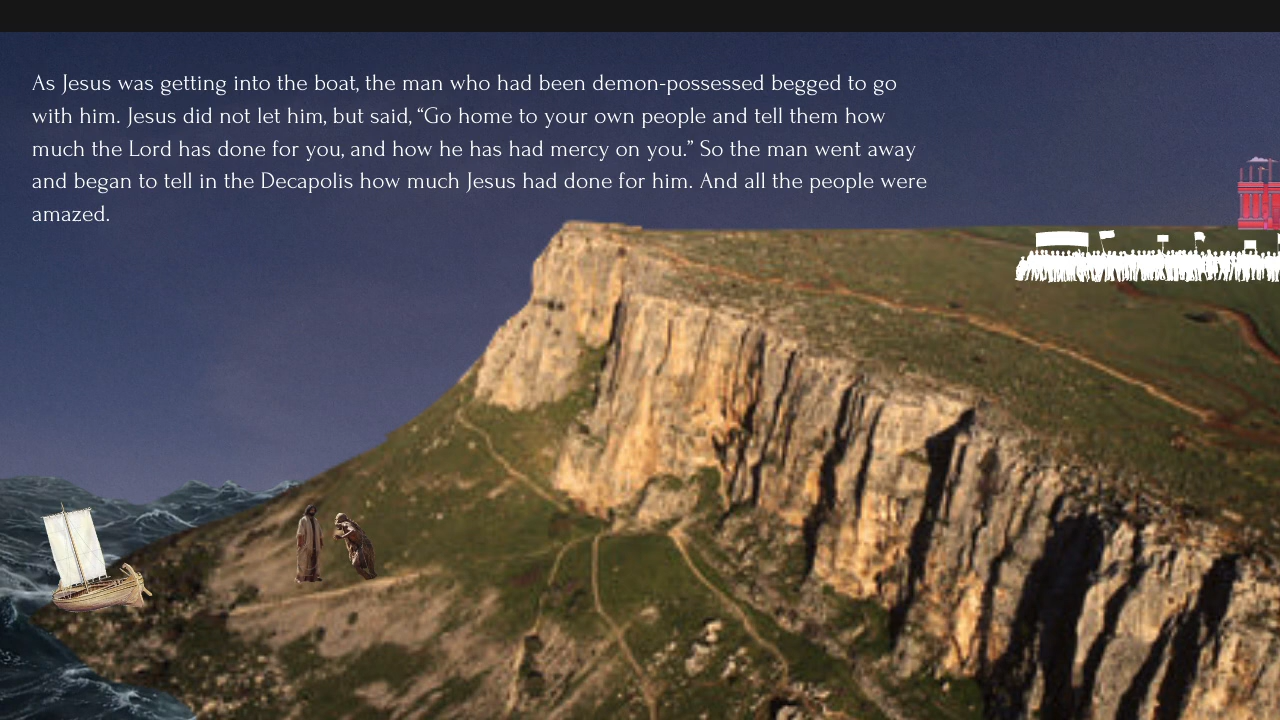 As Jesus was getting into the boat, the man who had been demon-possessed begged to go
with him. Jesus did not let him, but said, “Go home to your own people and tell them how
much the Lord has done for you, and how he has had mercy on you.” So the man went away
and began to tell in the Decapolis how much Jesus had done for him. And all the people were
amazed.